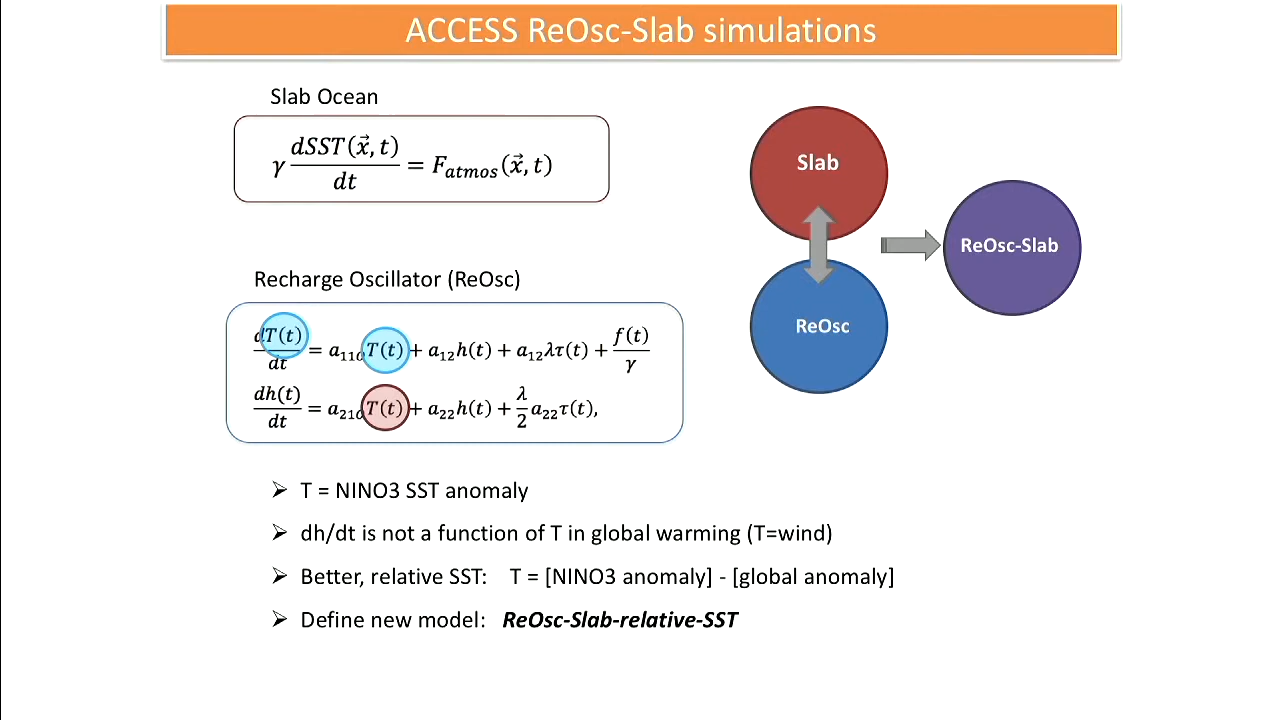 ACCESS ReOsc-Slab simulations
Slab Ocean
γ dSST(x⃗, t)/dt = F_atmos(x⃗, t)
Slab
ReOsc-Slab
ReOsc
Recharge Oscillator (ReOsc)
dT(t)/dt = a₁₁₀T(t) + a₁₂h(t) + a₁₂λτ(t) + f(t)/γ
dh(t)/dt = a₂₁₀T(t) + a₂₂h(t) + λ/2 a₂₂τ(t),
➢ T = NINO3 SST anomaly
➢ dh/dt is not a function of T in global warming (T=wind)
➢ Better, relative SST: T = [NINO3 anomaly] - [global anomaly]
➢ Define new model: ReOsc-Slab-relative-SST